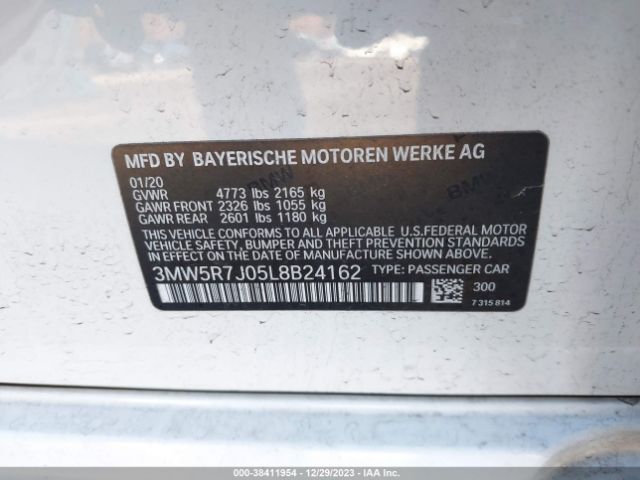 MFD BY BAYERISCHE MOTOREN WERKE AG
01/20
GVWR 4773 lbs 2165 kg
GAWR FRONT 2326 lbs 1055 kg
GAWR REAR 2601 lbs 1180 kg
THIS VEHICLE CONFORMS TO ALL APPLICABLE U.S.FEDERAL MOTOR
VEHICLE SAFETY, BUMPER AND THEFT PREVENTION STANDARDS
IN EFFECT ON THE DATE OF MANUFACTURE SHOWN ABOVE.
3MW5R7J05L8B24162 TYPE: PASSENGER CAR
300
7 315 814
000-38411954 • 12/29/2023 • IAA Inc.